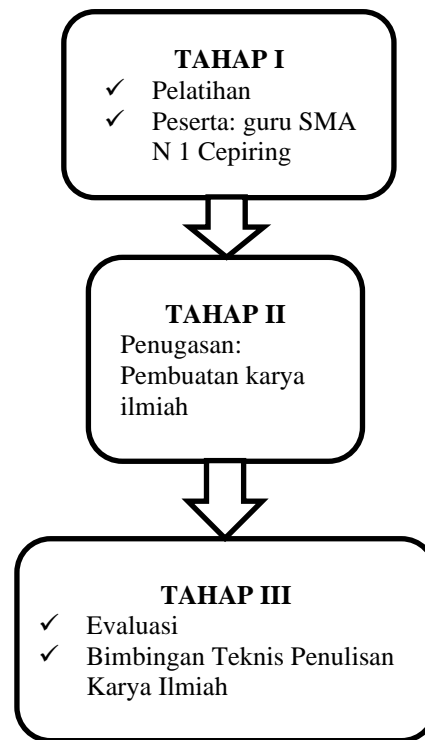 TAHAP I
✓ Pelatihan
✓ Peserta: guru SMA
N 1 Cepiring
TAHAP II
Penugasan:
Pembuatan karya
ilmiah
TAHAP III
✓ Evaluasi
✓ Bimbingan Teknis Penulisan
Karya Ilmiah